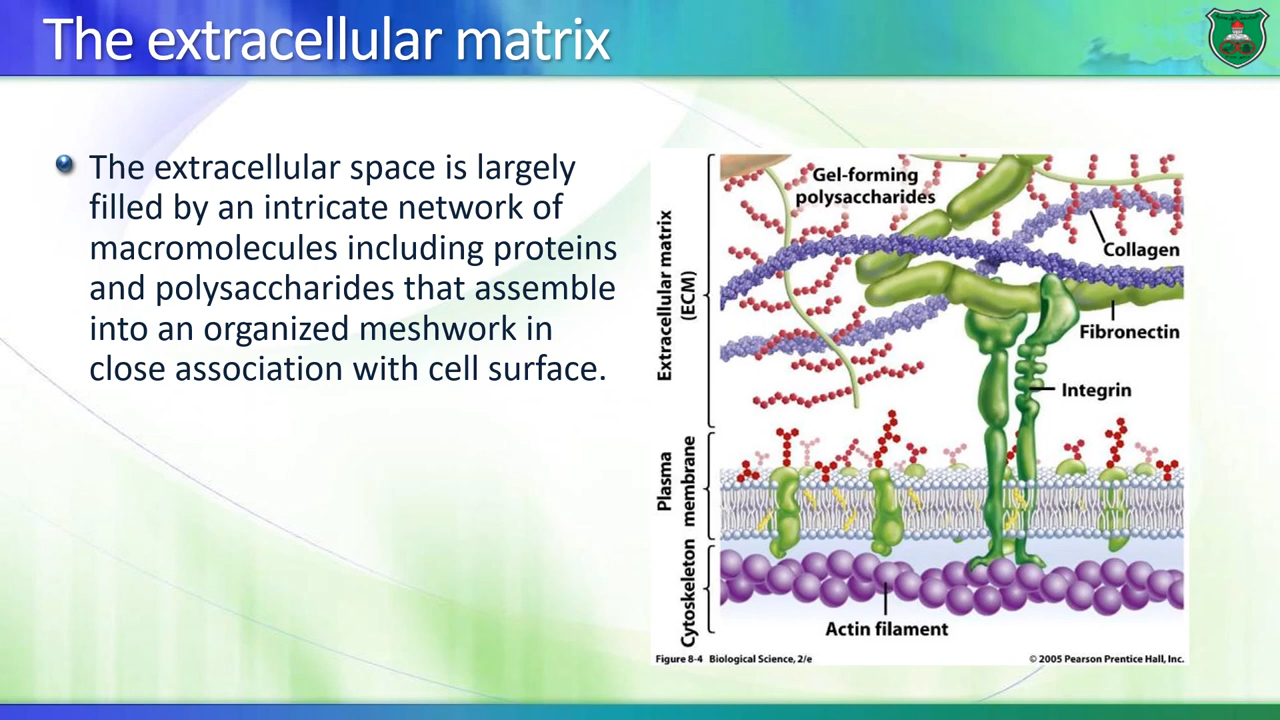 The extracellular matrix
The extracellular space is largely
filled by an intricate network of
macromolecules including proteins
and polysaccharides that assemble
into an organized meshwork in
close association with cell surface.
Extracellular matrix
(ECM)
Gel-forming
polysaccharides
Collagen
Fibronectin
Integrin
Plasma
membrane
Cytoskeleton
Actin filament
Figure 8-4 Biological Science, 2/e
© 2005 Pearson Prentice Hall, Inc.